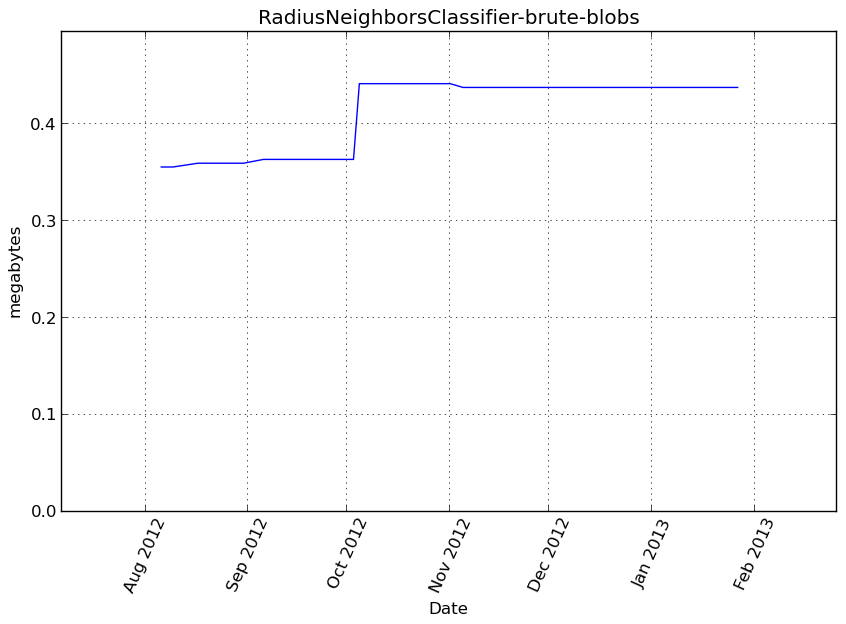 RadiusNeighborsClassifier-brute-blobs
megabytes
0.4
0.3
0.2
0.1
0.0
Aug 2012
Sep 2012
Oct 2012
Nov 2012
Dec 2012
Jan 2013
Feb 2013
Date